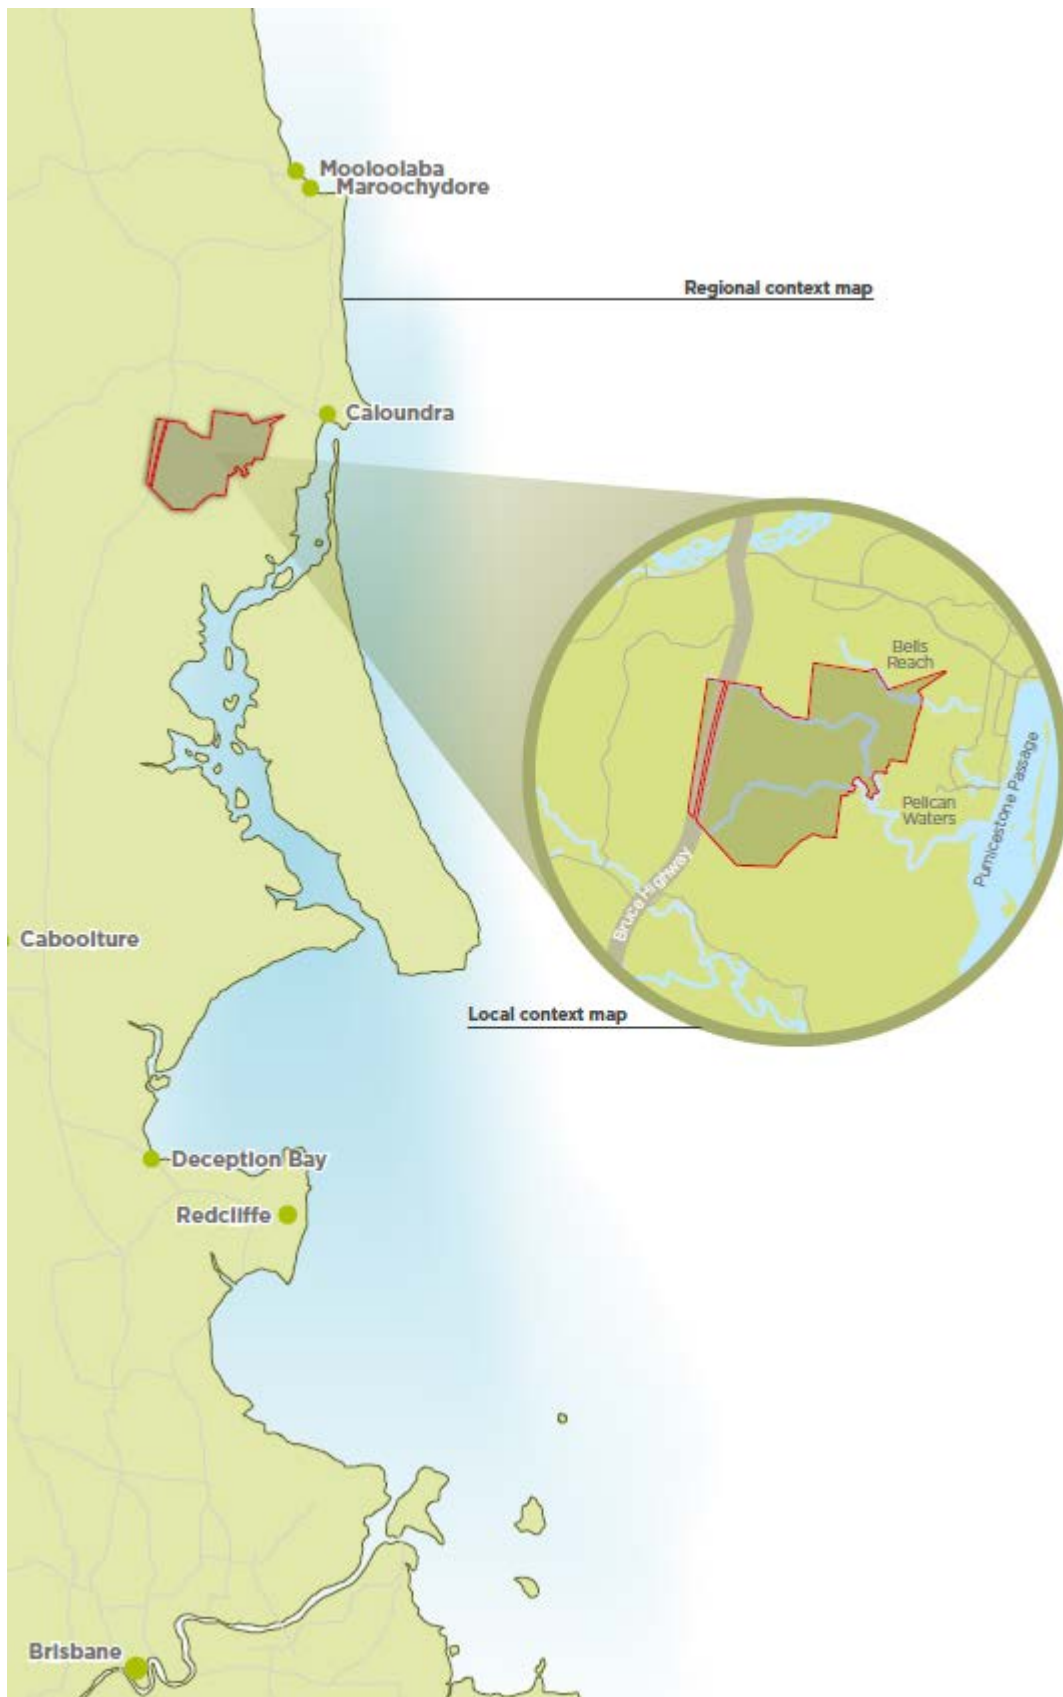 Mooloolaba
Maroochydore
Regional context map
Caloundra
Bells
Reach
Pelican
Waters
Pumicestone Passage
Bruce Highway
Caboolture
Local context map
Deception Bay
Redcliffe
Brisbane